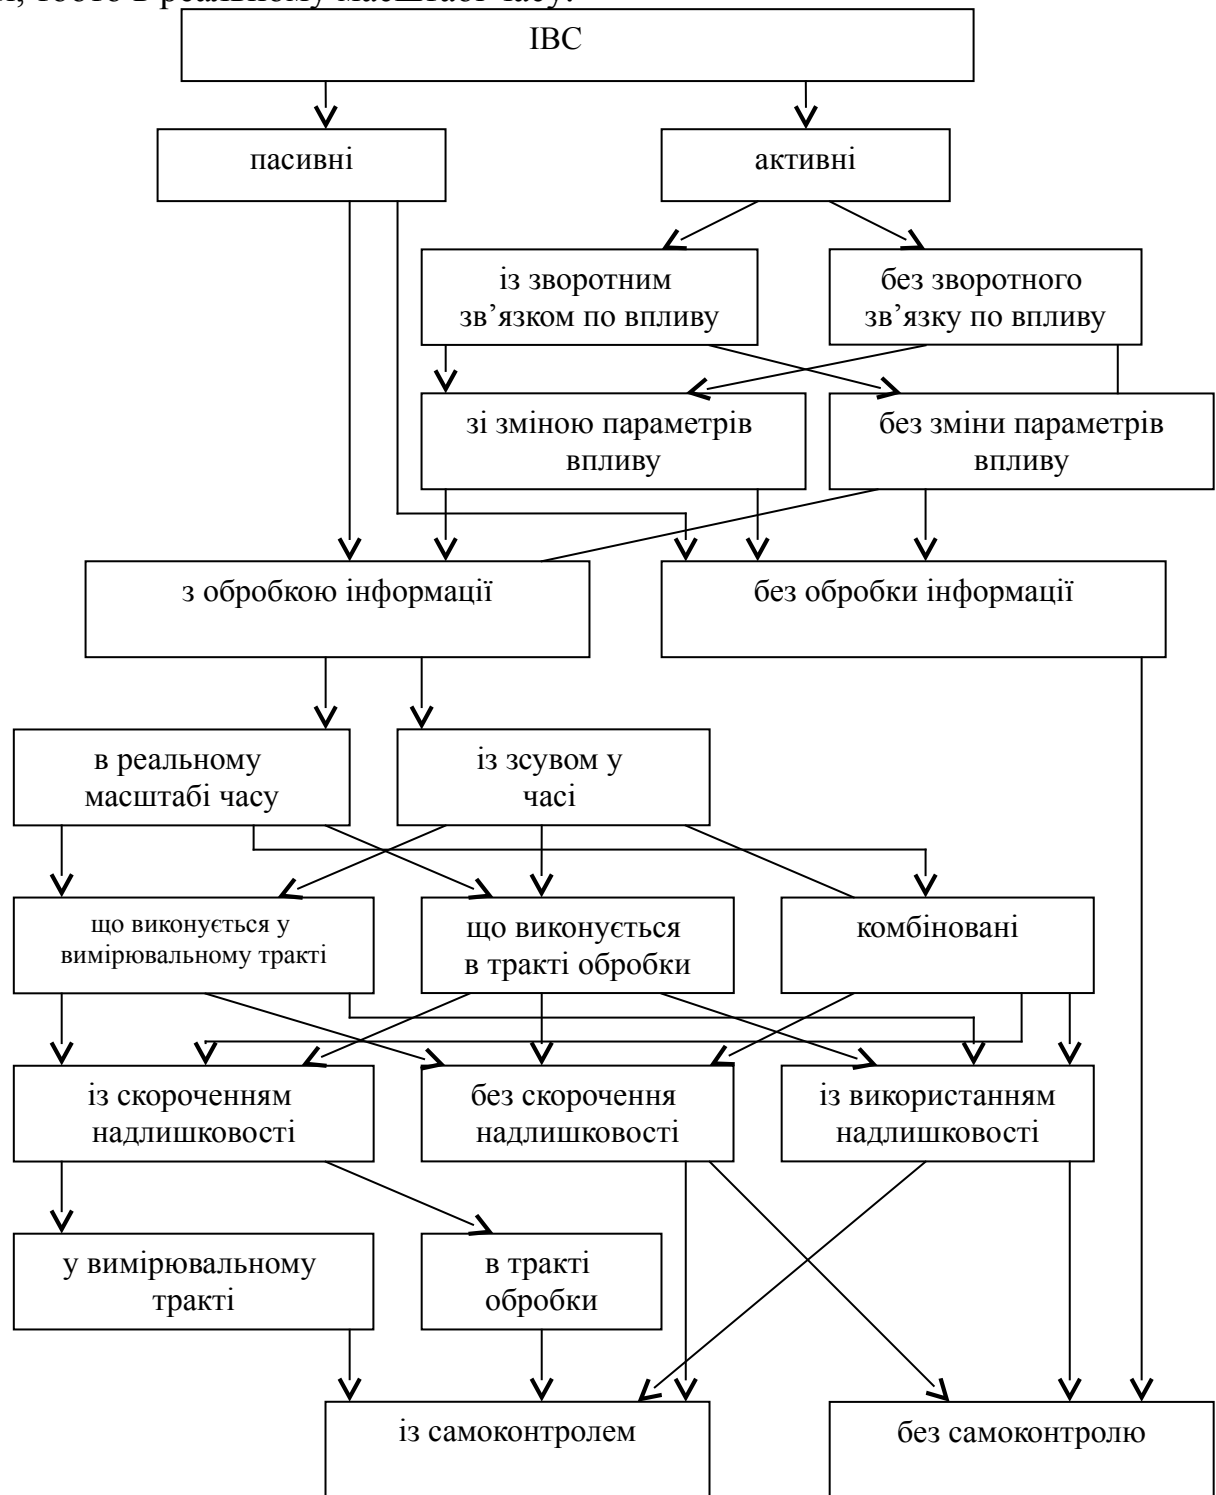 тобто в реальному масштабі часу.
ІВС
пасивні
активні
із зворотним
зв’язком по впливу
без зворотного
зв’язку по впливу
зі зміною параметрів
впливу
без зміни параметрів
впливу
з обробкою інформації
без обробки інформації
в реальному
масштабі часу
із зсувом у
часі
що виконується у
вимірювальному тракті
що виконується
в тракті обробки
комбіновані
із скороченням
надлишковості
без скорочення
надлишковості
із використанням
надлишковості
у вимірювальному
тракті
в тракті
обробки
із самоконтролем
без самоконтролю